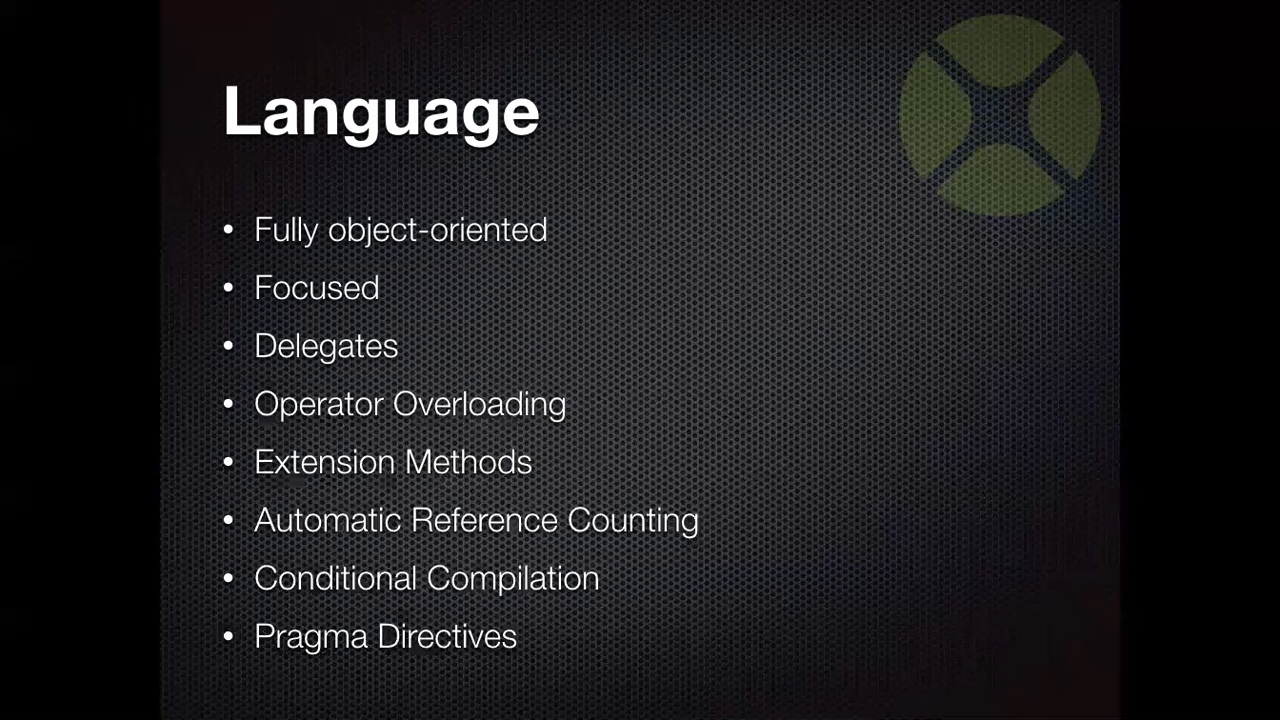 Language
• Fully object-oriented
• Focused
• Delegates
• Operator Overloading
• Extension Methods
• Automatic Reference Counting
• Conditional Compilation
• Pragma Directives